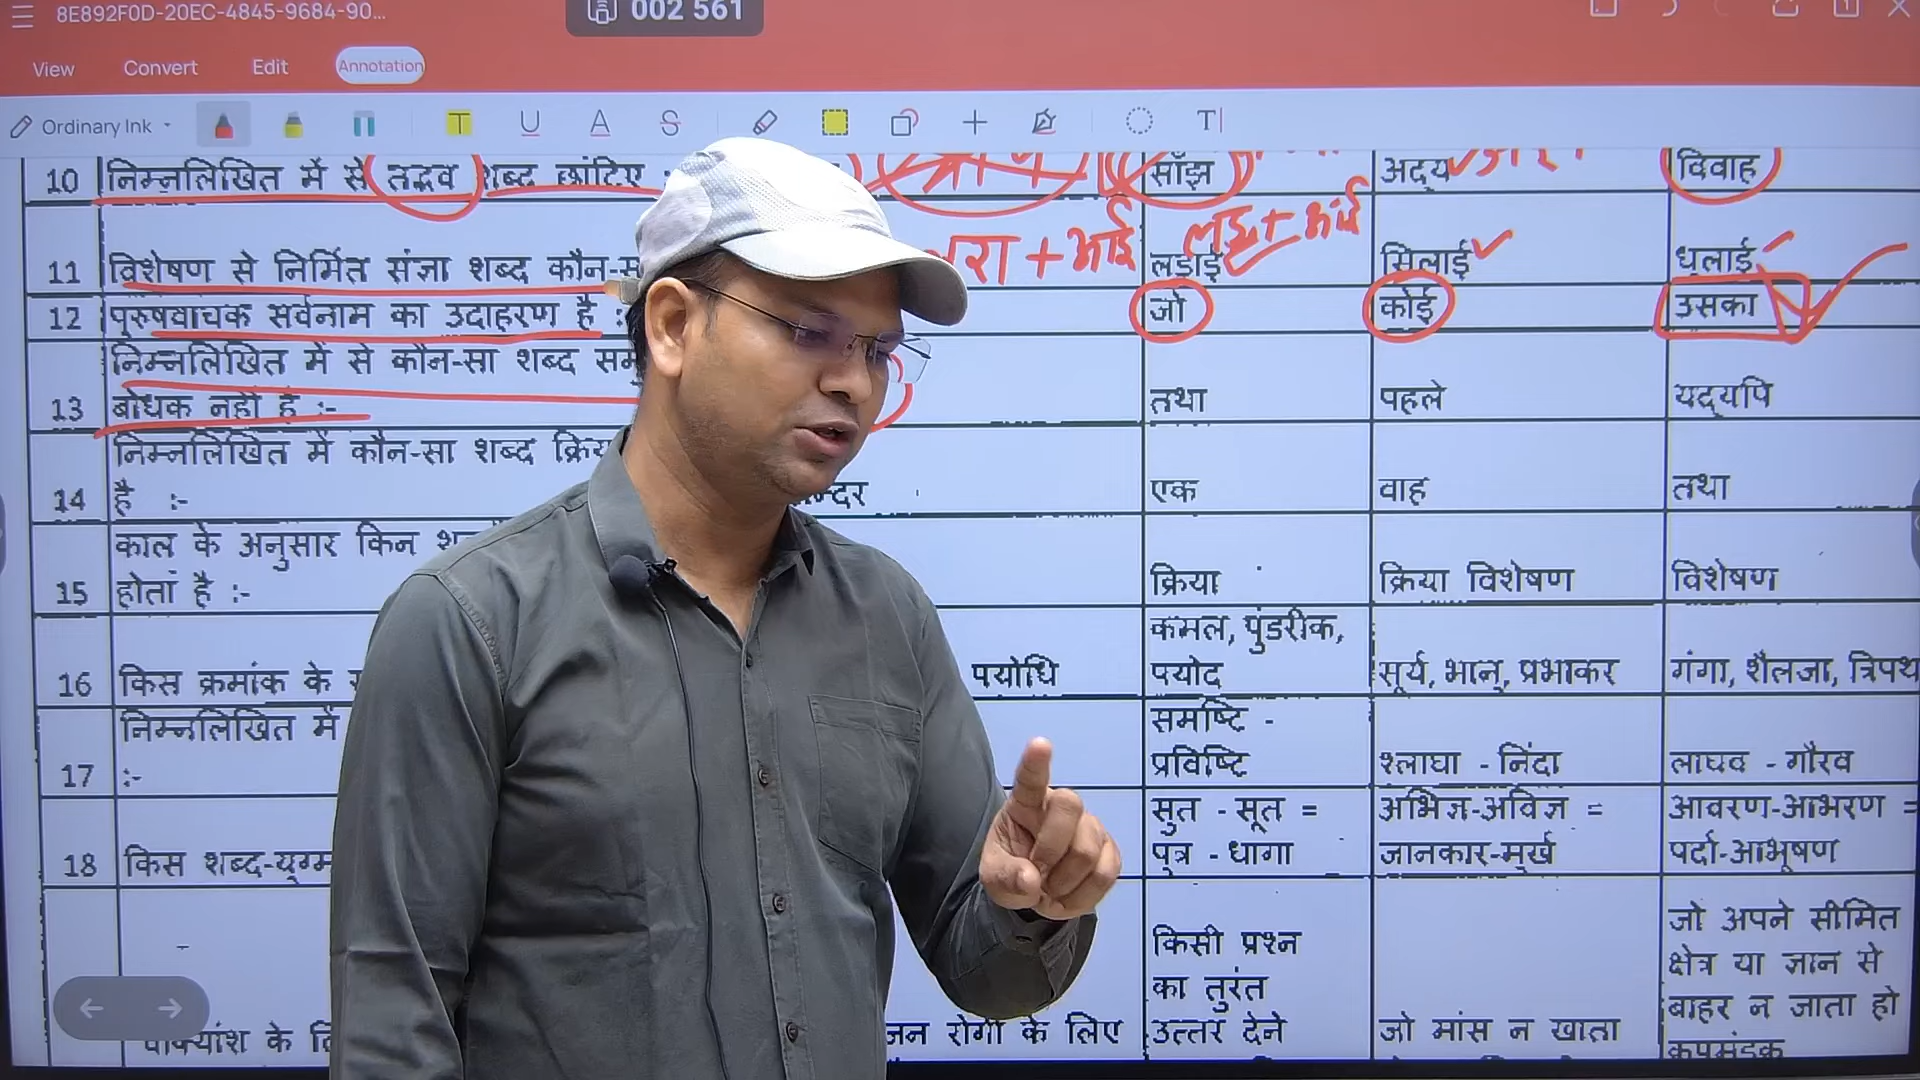 8E892F0D-20EC-4845-9684-90...
002 561
View Convert Edit Annotation
Ordinary Ink
10 निम्नलिखित में से तद्भव शब्द छांटिए साँझ अद्य विवाह
भाई
11 विशेषण से निर्मित संज्ञा शब्द लडाई सिलाई धुलाई
12 पुरुषवाचक सर्वनाम का उदाहरण है :- जो कोई उसका
निम्नलिखित में से कौन-सा शब्द
13 बोधक नहीं है :- तथा पहले यद्यपि
निम्नलिखित में कौन-सा शब्द
14 है :- एक वाह तथा
काल के अनुसार किन
15 होता है :- क्रिया क्रिया विशेषण विशेषण
कमल, पुंडरीक,
16 किस क्रमांक के पयोधि पयोद सूर्य, भानु, प्रभाकर गंगा, शैलजा,
निम्नलिखित में समष्टि -
17 :- प्रविष्टि श्लाघा - निंदा लाघव - गौरव
सुत - सूत = अभिज्ञ-अविज्ञ = आवरण-आभरण =
18 किस शब्द-युग्म पुत्र - धागा जानकार-मूर्ख पर्दा-आभूषण
जो अपने सीमित
किसी प्रश्न
क्षेत्र या ज्ञान से
का तुरंत
बाहर न जाता हो
वाक्यांश के रोगी के लिए उत्तर देने जो मांस न खाता
कूपमंडूक